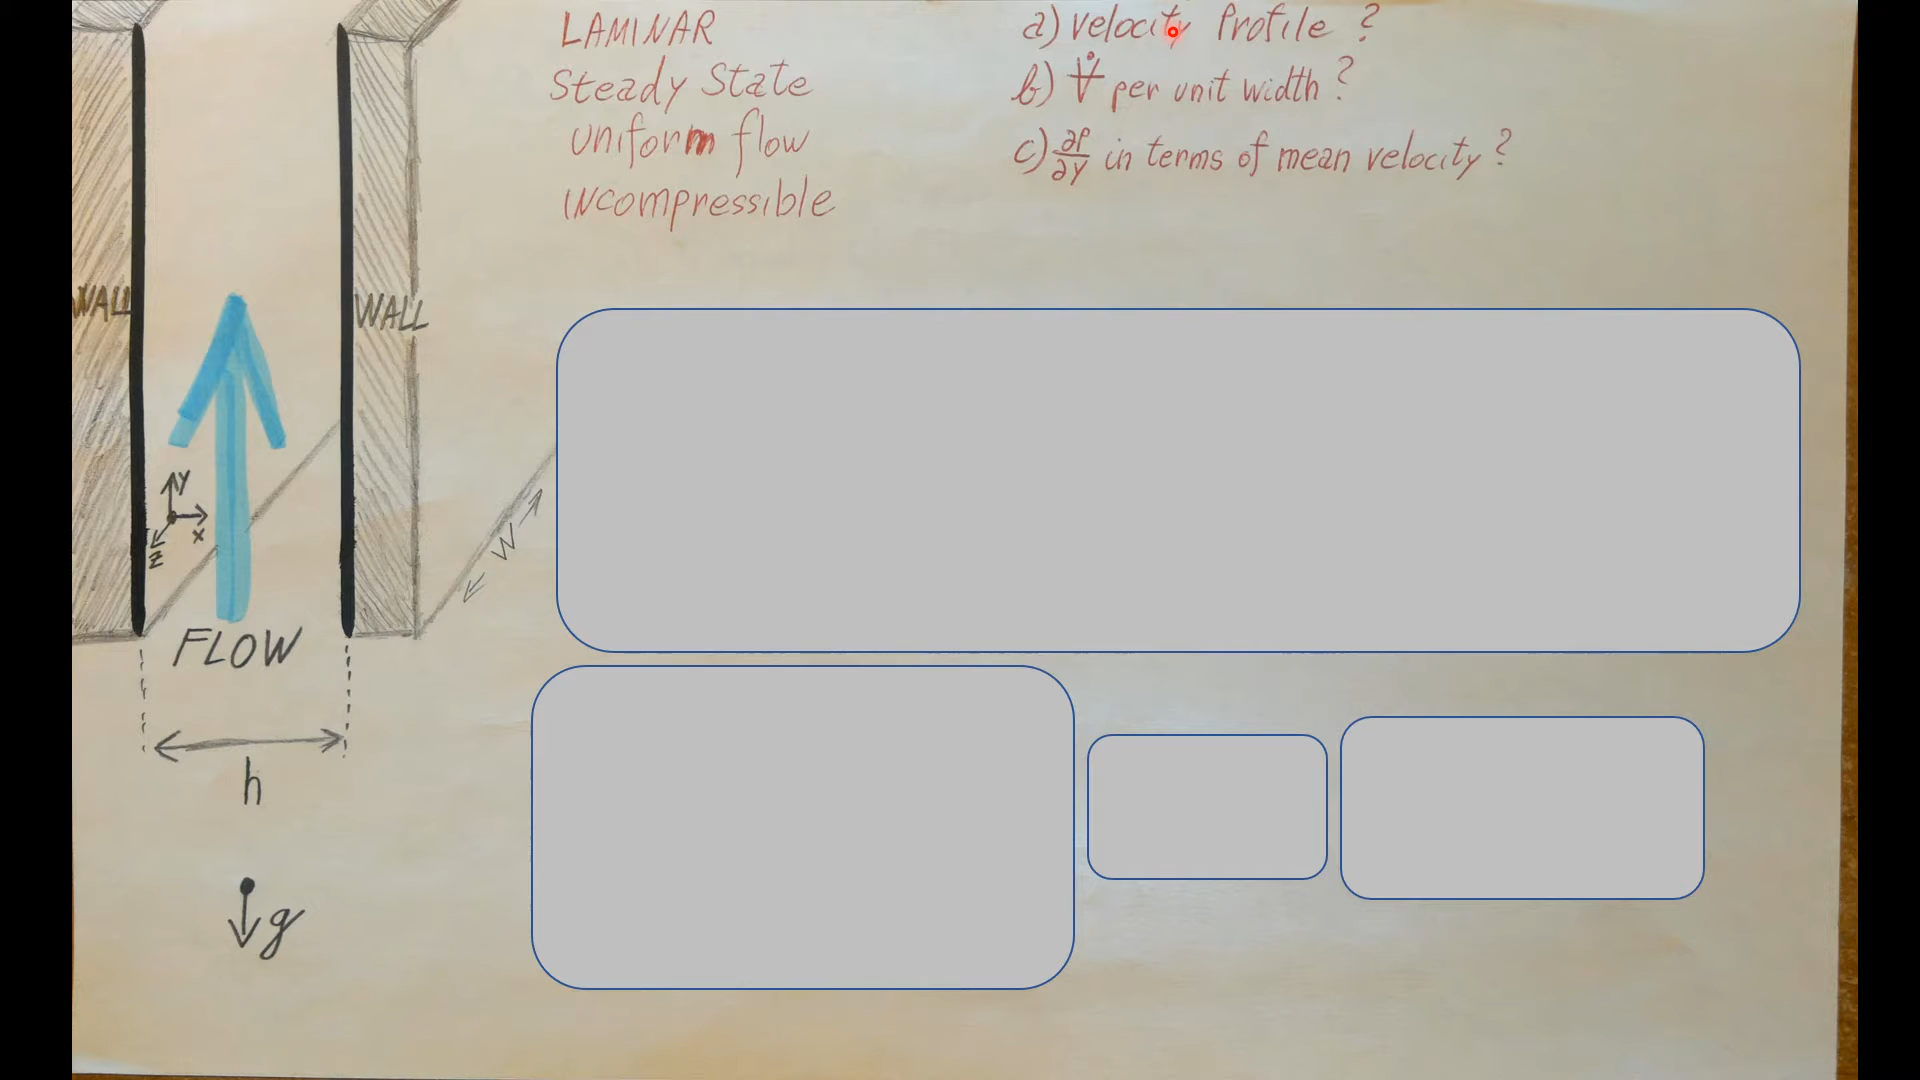 LAMINAR
Steady State
uniform flow
incompressible
a) velocity Profile ?
b) V̇ per unit width ?
c) ∂P/∂y in terms of mean velocity ?
WALL
WALL
Y
x
z
W
FLOW
h
g